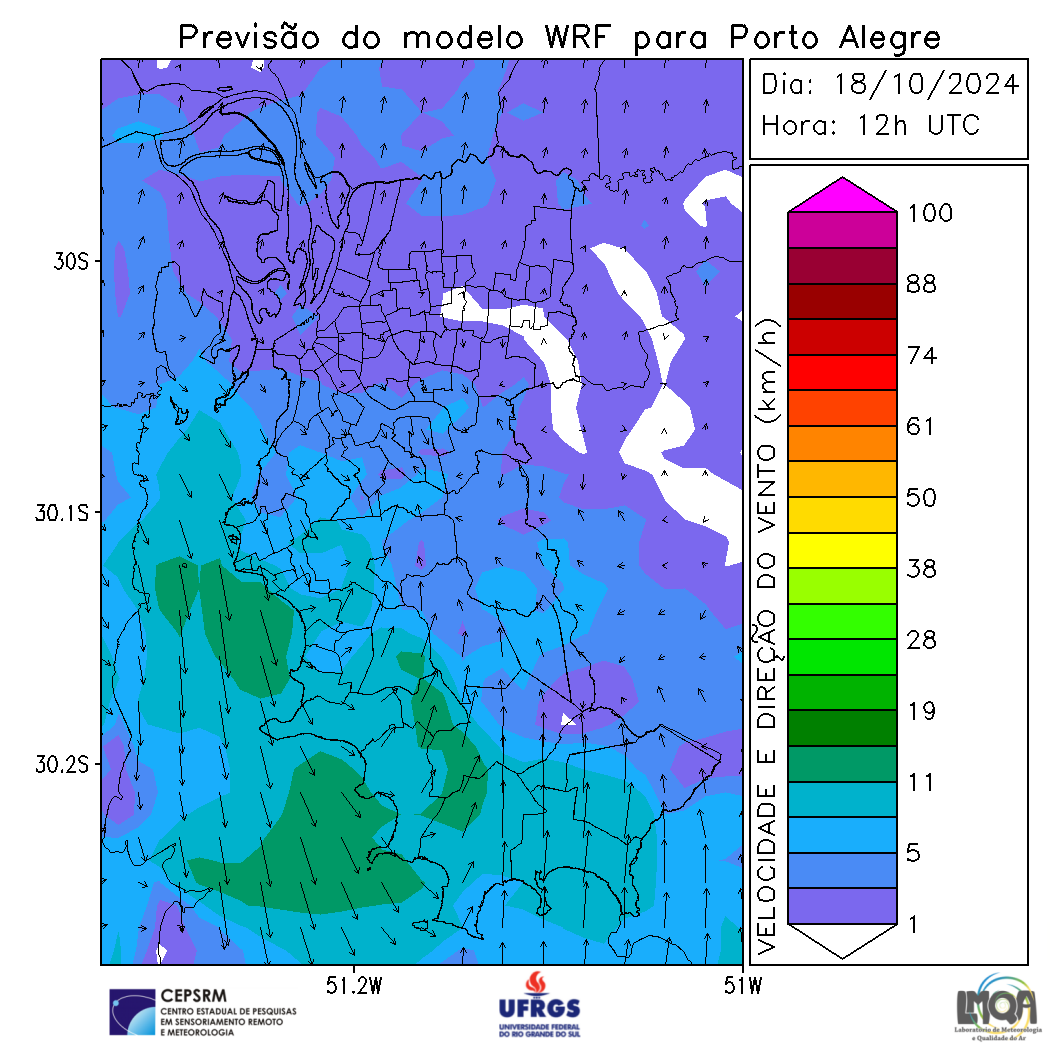 Previsão do modelo WRF para Porto Alegre
Dia: 18/10/2024
Hora: 12h UTC
30S
30.1S
30.2S
51.2W
51W
VELOCIDADE E DIREÇÃO DO VENTO (km/h)
100
88
74
61
50
38
28
19
11
5
1
CEPSRM
CENTRO ESTADUAL DE PESQUISAS
EM SENSORIAMENTO REMOTO
E METEOROLOGIA
UFRGS
UNIVERSIDADE FEDERAL
DO RIO GRANDE DO SUL
LMQA
Laboratório de Meteorologia
e Qualidade do Ar